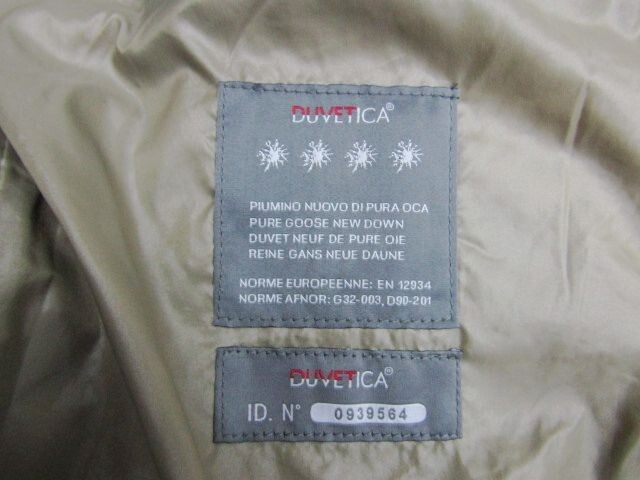 DUVETICA®
PIUMINO NUOVO DI PURA OCA
PURE GOOSE NEW DOWN
DUVET NEUF DE PURE OIE
REINE GANS NEUE DAUNE
NORME EUROPEENNE: EN 12934
NORME AFNOR: G32-003, D90-201
DUVETICA®
ID. N° 0939564